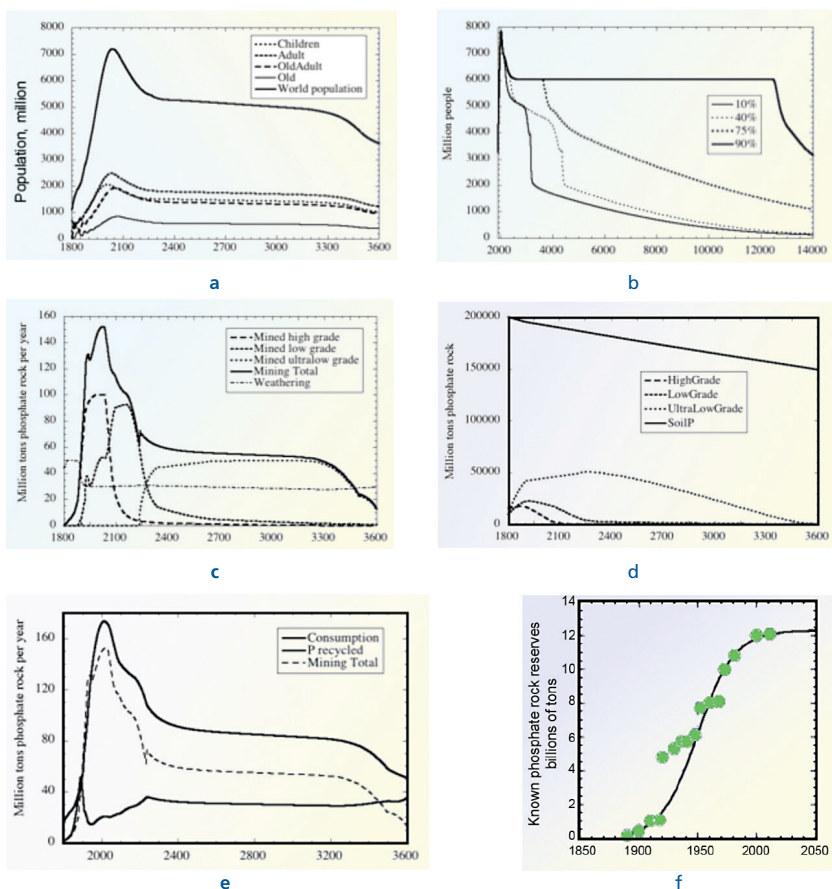 Population, million
8000
7000
6000
5000
4000
3000
2000
1000
0
Children
Adult
OldAdult
Old
World population
1800 2100 2400 2700 3000 3300 3600
a
Million people
8000
7000
6000
5000
4000
3000
2000
1000
0
10%
40%
75%
90%
2000 4000 6000 8000 10000 12000 14000
b
Million tons phosphate rock per year
160
140
120
100
80
60
40
20
0
Mined high grade
Mined low grade
Mined ultralow grade
Mining Total
Weathering
1800 2100 2400 2700 3000 3300 3600
c
Million tons phosphate rock
200000
150000
100000
50000
0
HighGrade
LowGrade
UltraLowGrade
SoilP
1800 2100 2400 2700 3000 3300 3600
d
Million tons phosphate rock per year
160
120
80
40
0
Consumption
P recycled
Mining Total
2000 2400 2800 3200 3600
e
Known phosphate rock reserves
billions of tons
14
12
10
8
6
4
2
0
1850 1900 1950 2000 2050
f